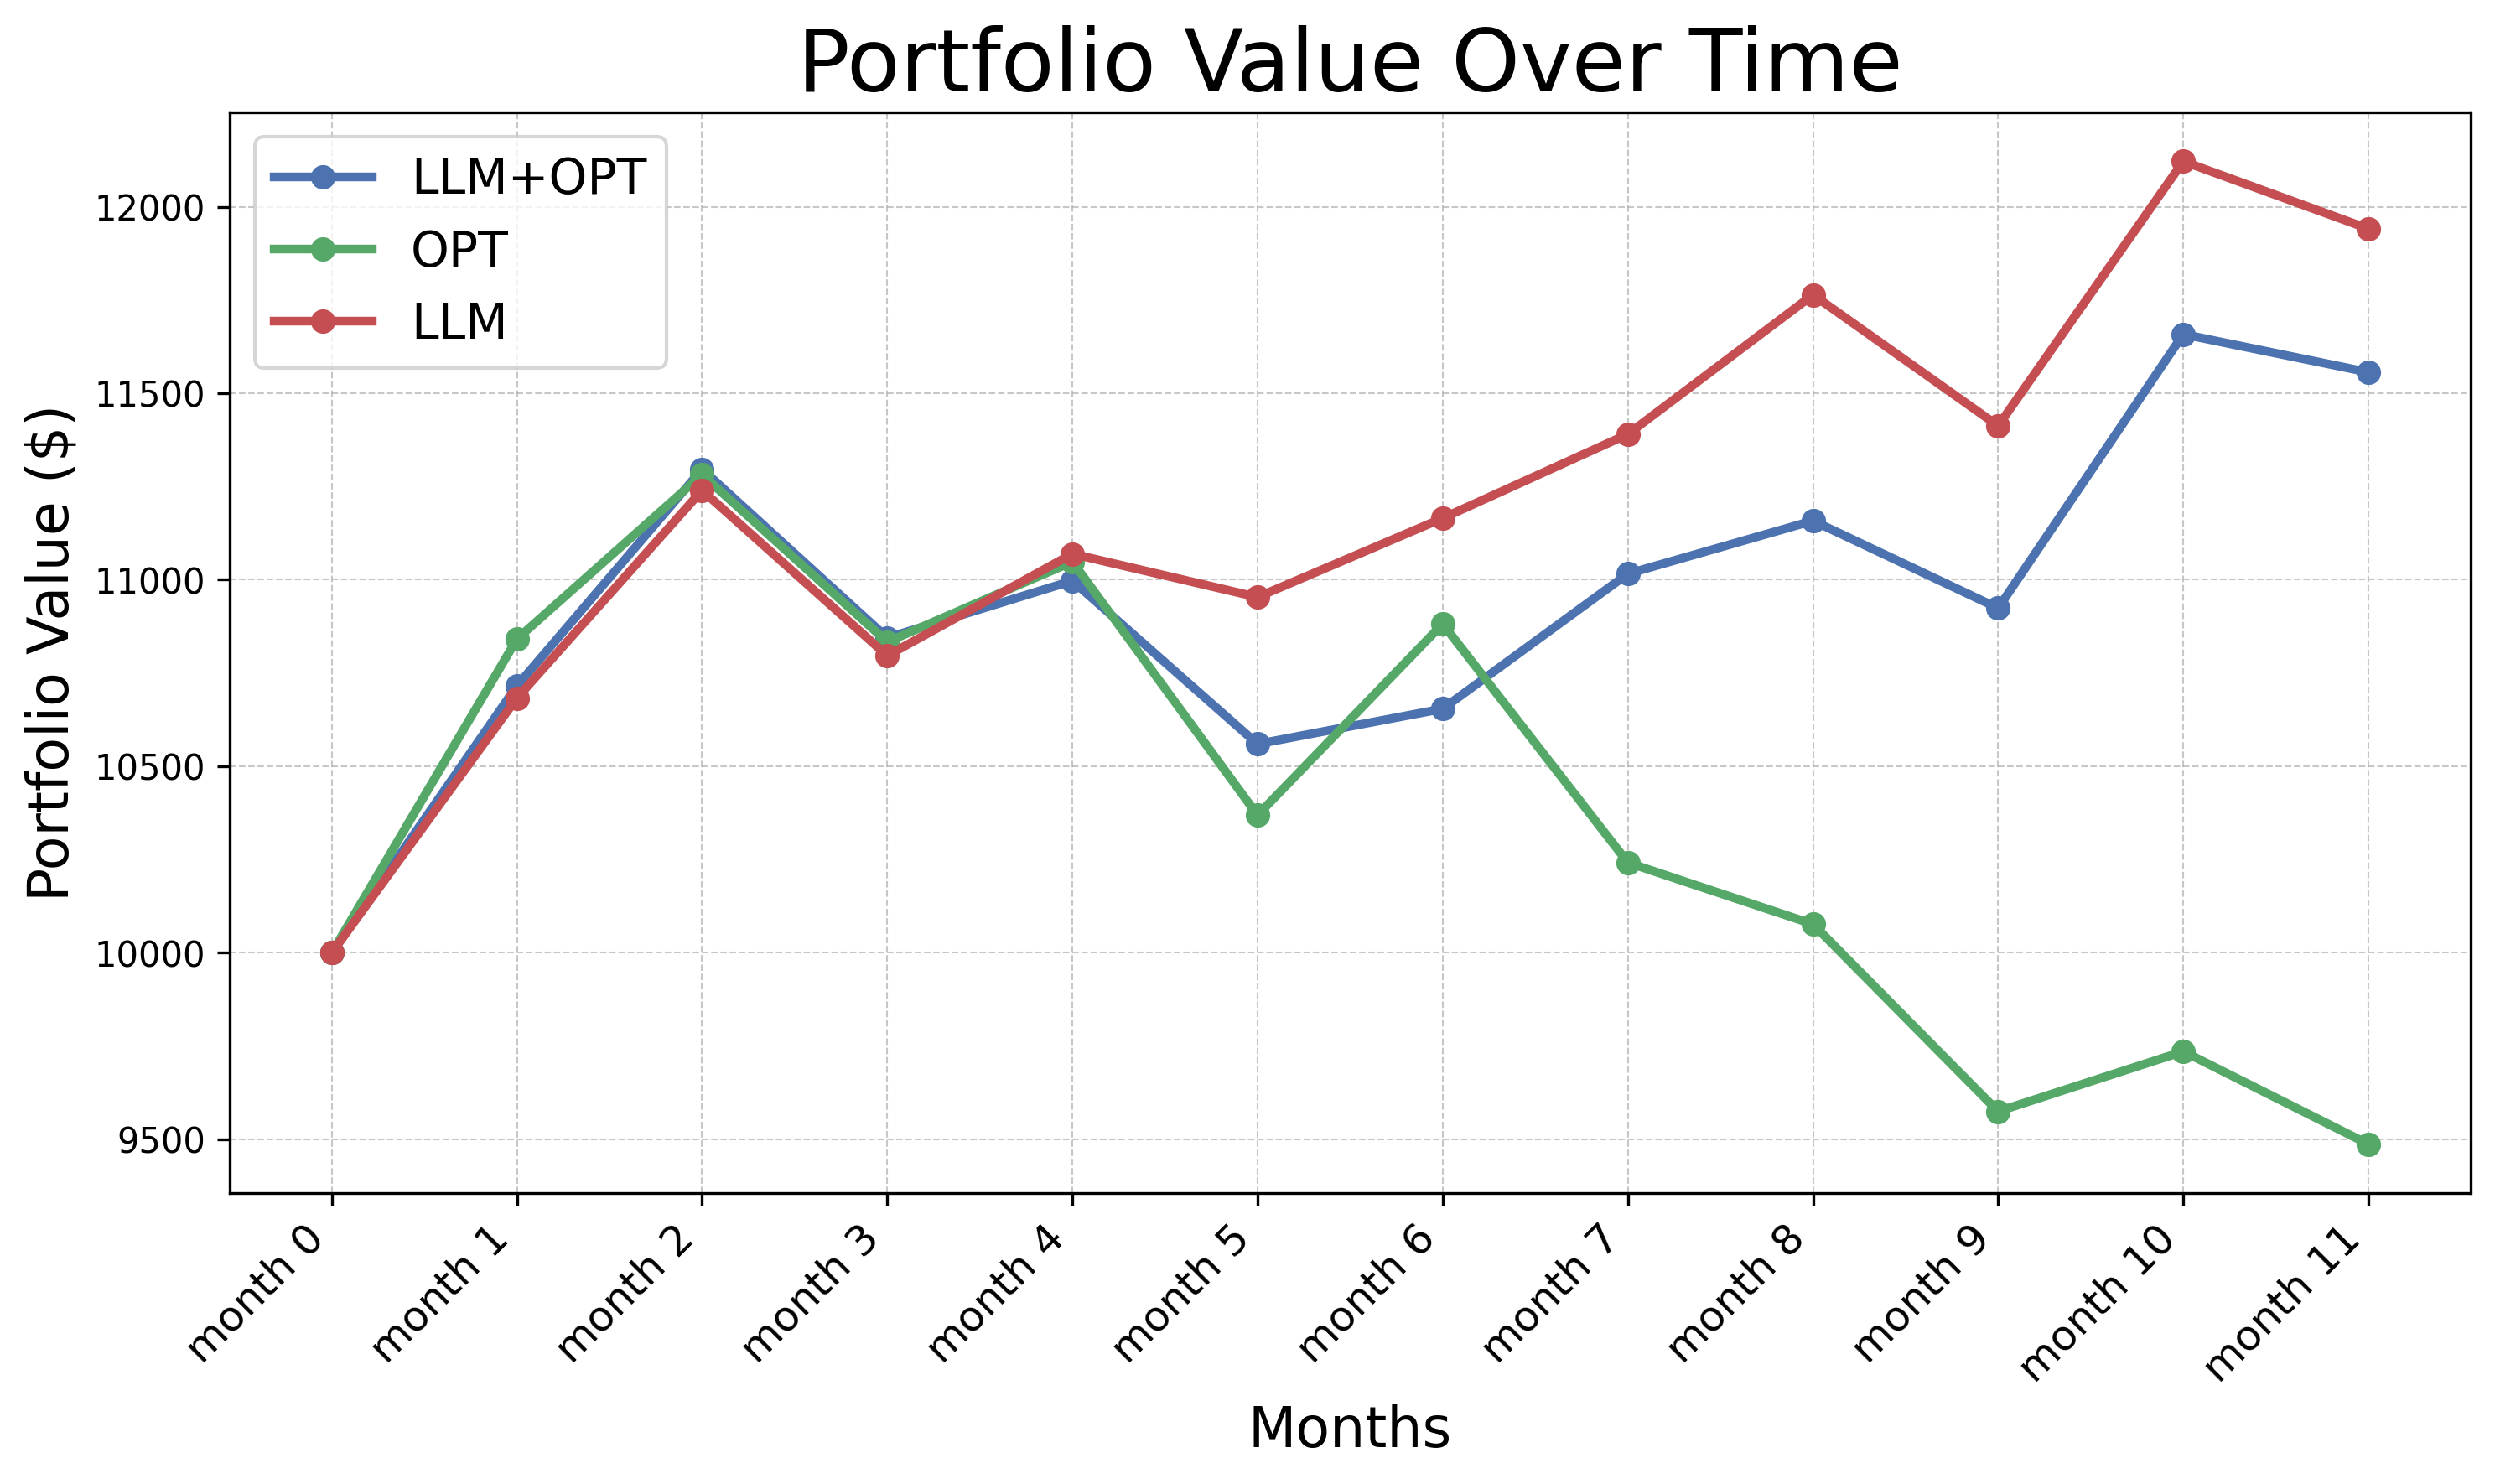 Portfolio Value Over Time
LLM+OPT
OPT
LLM
Portfolio Value ($)
12000
11500
11000
10500
10000
9500
month 0
month 1
month 2
month 3
month 4
month 5
month 6
month 7
month 8
month 9
month 10
month 11
Months